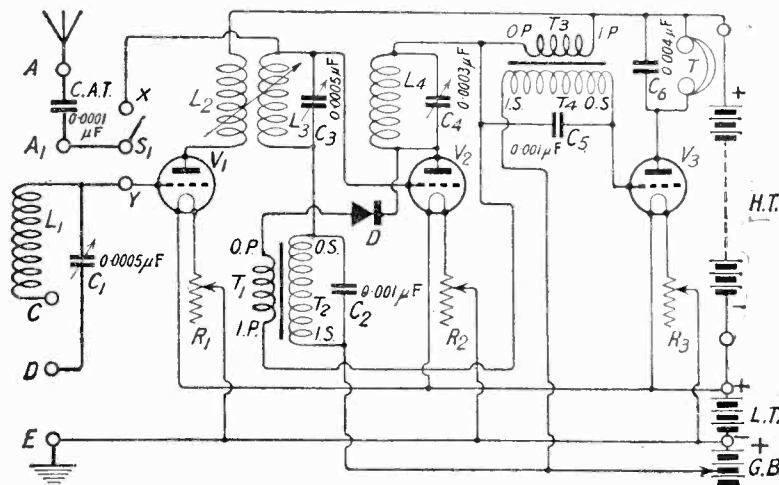 A
C.A.T.
0.0001
µF
A1
X
S1
Y
L1
0.0005µF
C1
C
D
E
L2
L3
C3
0.0005µF
V1
R1
O.P.
T1
I.P.
O.S.
T2
I.S.
0.001µF
C2
D
L4
C4
0.0003µF
V2
R2
O.P.
T3
I.P.
I.S.
T4
O.S.
C5
0.001µF
0.004µF
C6
T
V3
R3
+
H.T.
-
+
L.T.
-
+
G.B.